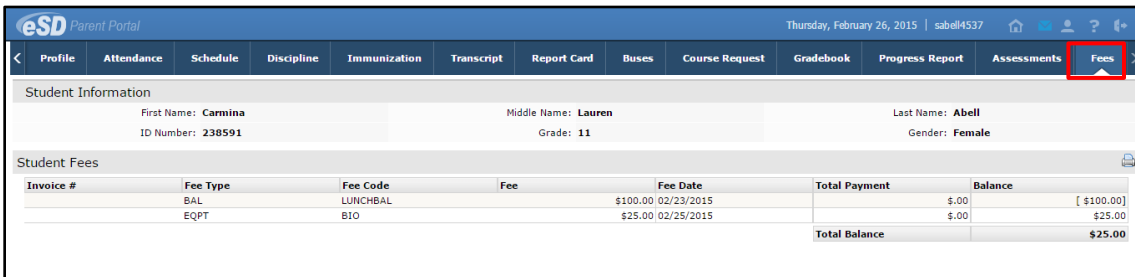 eSD Parent Portal Thursday, February 26, 2015 | sabell4537 ?
< Profile Attendance Schedule Discipline Immunization Transcript Report Card Buses Course Request Gradebook Progress Report Assessments Fees >
Student Information
First Name: Carmina Middle Name: Lauren Last Name: Abell
ID Number: 238591 Grade: 11 Gender: Female
Student Fees
Invoice # Fee Type Fee Code Fee Fee Date Total Payment Balance
BAL LUNCHBAL $100.00 02/23/2015 $.00 [ $100.00]
EQPT BIO $25.00 02/25/2015 $.00 $25.00
Total Balance $25.00